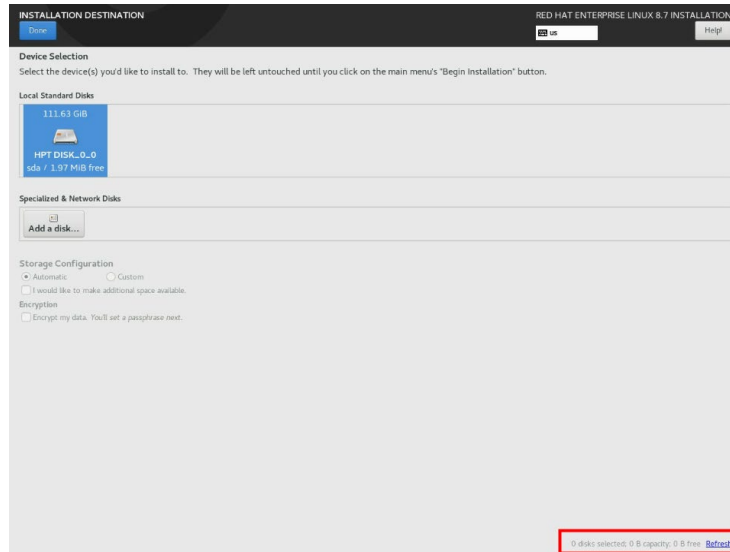 INSTALLATION DESTINATION
RED HAT ENTERPRISE LINUX 8.7 INSTALLATION
Done
us
Help!
Device Selection
Select the device(s) you'd like to install to. They will be left untouched until you click on the main menu's "Begin Installation" button.
Local Standard Disks
111.63 GiB
HPT DISK_0_0
sda / 1.97 MiB free
Specialized & Network Disks
Add a disk...
Storage Configuration
Automatic
Custom
I would like to make additional space available.
Encryption
Encrypt my data. You'll set a passphrase next.
0 disks selected; 0 B capacity; 0 B free Refresh